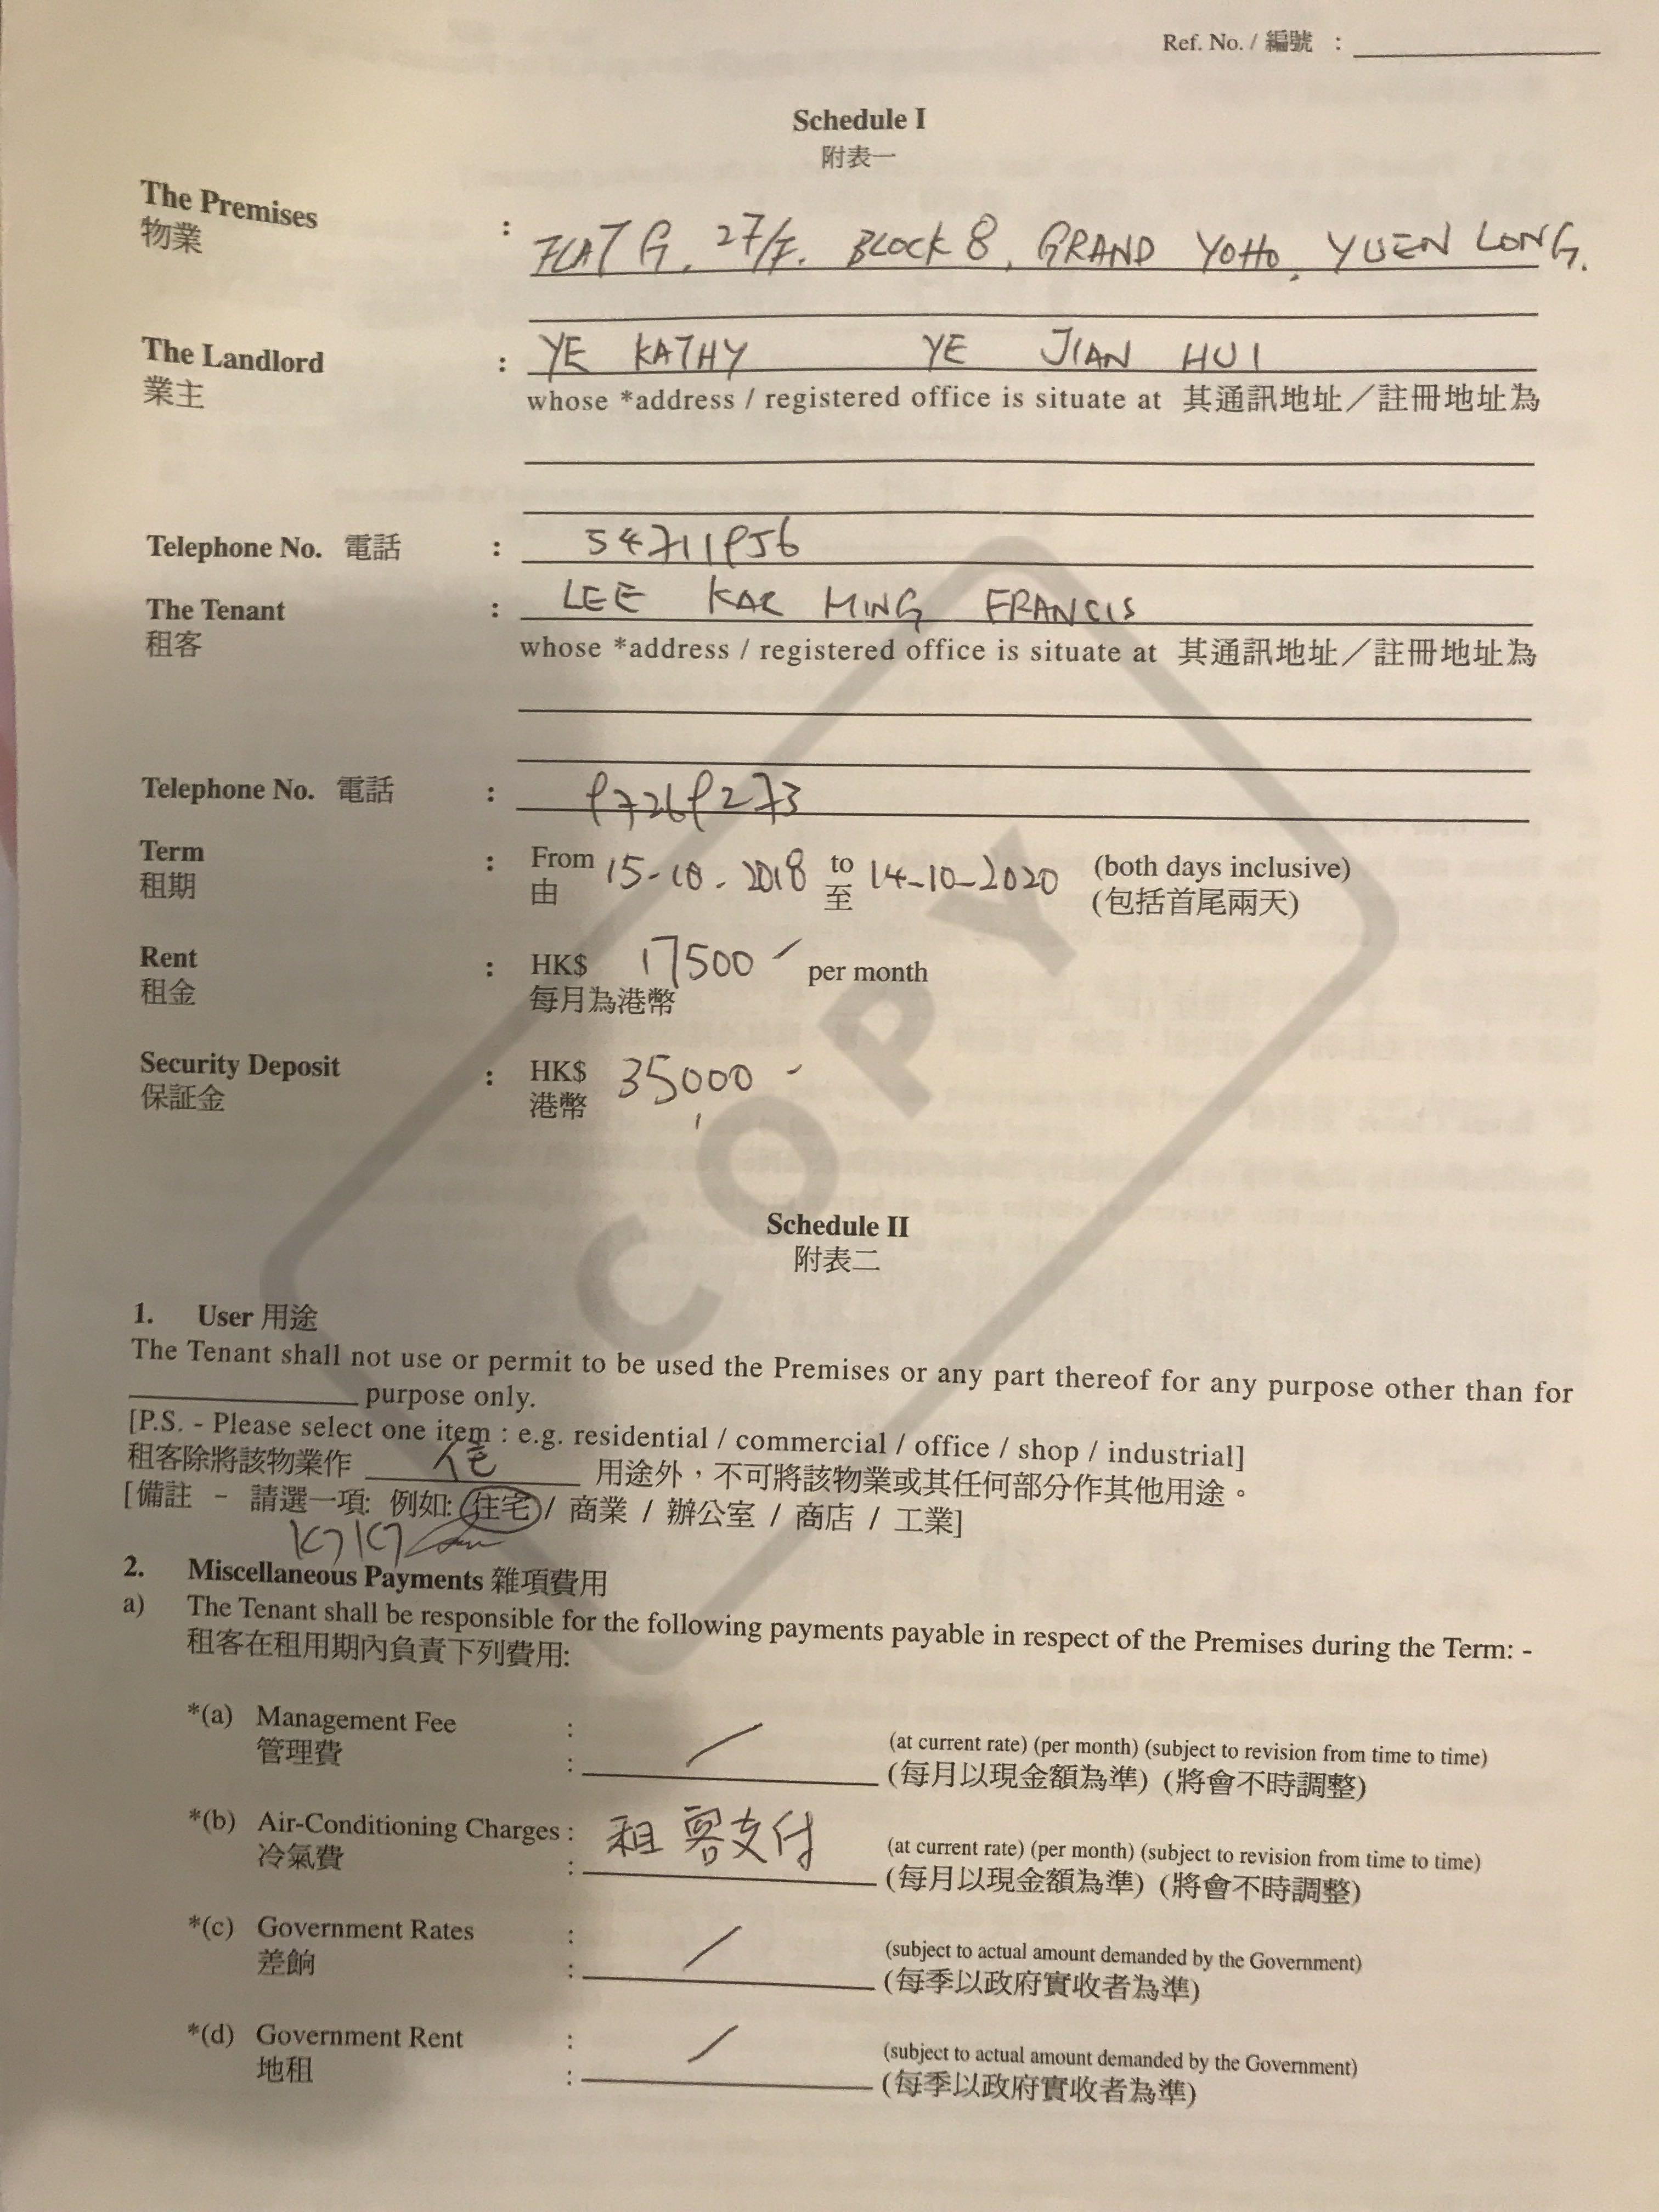 Ref. No. / 編號 :
Schedule I
附表一
The Premises
物業
: FLAT G, 27/F, BLOCK 8, GRAND YOHO, YUEN LONG.
The Landlord
業主
: YE KATHY YE JIAN HUI
whose *address / registered office is situate at 其通訊地址／註冊地址為
Telephone No. 電話 : 54711956
The Tenant
租客
: LEE KAR MING FRANCIS
whose *address / registered office is situate at 其通訊地址／註冊地址為
Telephone No. 電話 : 97269273
Term
租期
: From 15-10-2018 to 14-10-2020 (both days inclusive)
由 至 (包括首尾兩天)
Rent
租金
: HK$ 17500 per month
每月為港幣
Security Deposit
保証金
: HK$ 35,000
港幣
COPY
Schedule II
附表二
1. User 用途
The Tenant shall not use or permit to be used the Premises or any part thereof for any purpose other than for
purpose only.
[P.S. - Please select one item : e.g. residential / commercial / office / shop / industrial]
租客除將該物業作 住宅 用途外，不可將該物業或其任何部分作其他用途。
[備註 - 請選一項: 例如: 住宅 / 商業 / 辦公室 / 商店 / 工業]
2. Miscellaneous Payments 雜項費用
a) The Tenant shall be responsible for the following payments payable in respect of the Premises during the Term: -
租客在租用期內負責下列費用:
*(a) Management Fee : / (at current rate) (per month) (subject to revision from time to time)
管理費 : (每月以現金額為準) (將會不時調整)
*(b) Air-Conditioning Charges : 租客支付 (at current rate) (per month) (subject to revision from time to time)
冷氣費 : (每月以現金額為準) (將會不時調整)
*(c) Government Rates : / (subject to actual amount demanded by the Government)
差餉 : (每季以政府實收者為準)
*(d) Government Rent : / (subject to actual amount demanded by the Government)
地租 : (每季以政府實收者為準)